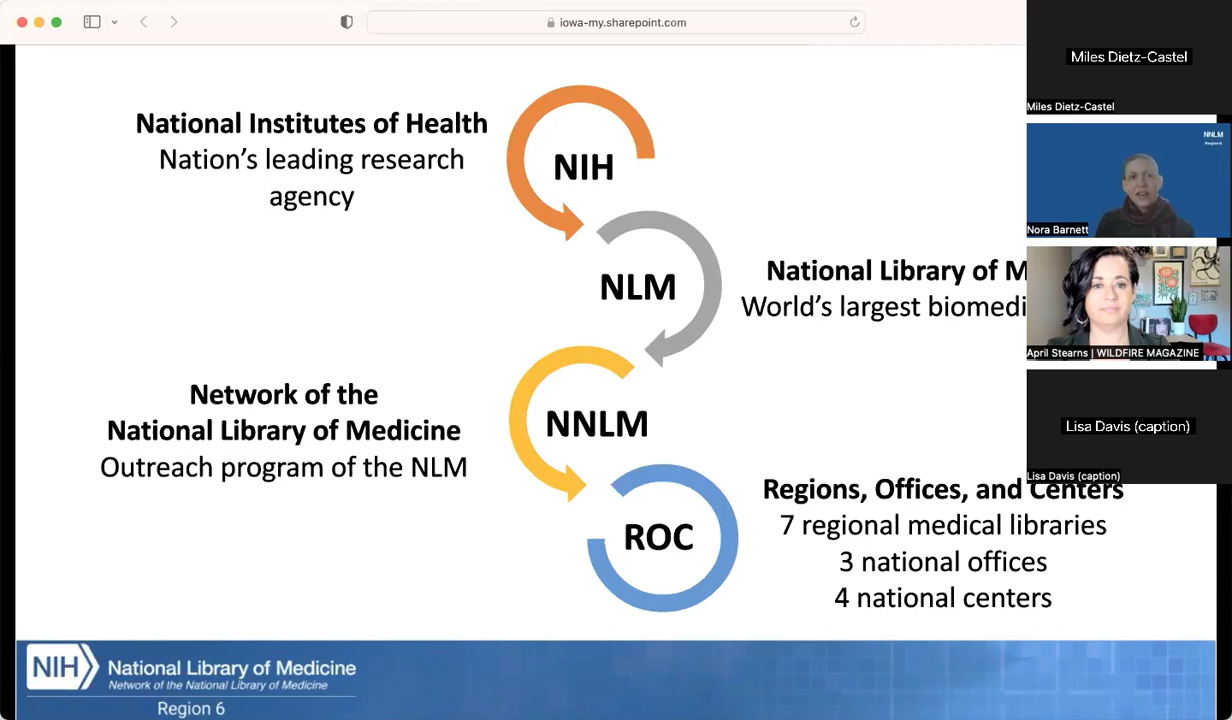 iowa-my.sharepoint.com
National Institutes of Health
Nation's leading research
agency
NIH
NLM
National Library of M
World's largest biomedi
Network of the
National Library of Medicine
Outreach program of the NLM
NNLM
ROC
Regions, Offices, and Centers
7 regional medical libraries
3 national offices
4 national centers
NIH
National Library of Medicine
Network of the National Library of Medicine
Region 6
Miles Dietz-Castel
Miles Dietz-Castel
NNLM
Region 6
Nora Barnett
April Stearns | WILDFIRE MAGAZINE
Lisa Davis (caption)
Lisa Davis (caption)